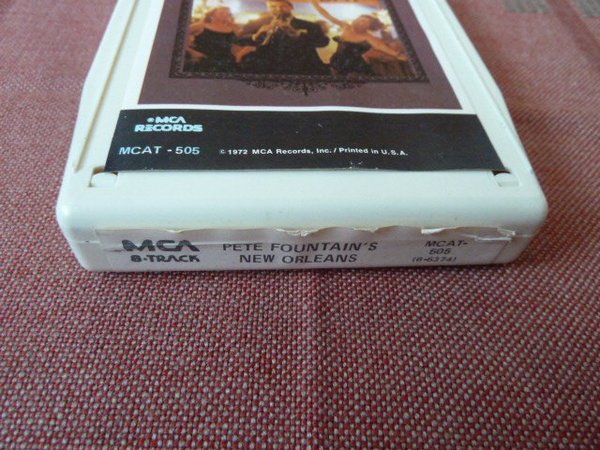 MCA
RECORDS
MCAT - 505 © 1972 MCA Records, Inc. / Printed in U.S.A.
MCA
8-TRACK
PETE FOUNTAIN'S
NEW ORLEANS
MCAT-
505
(6-6374)